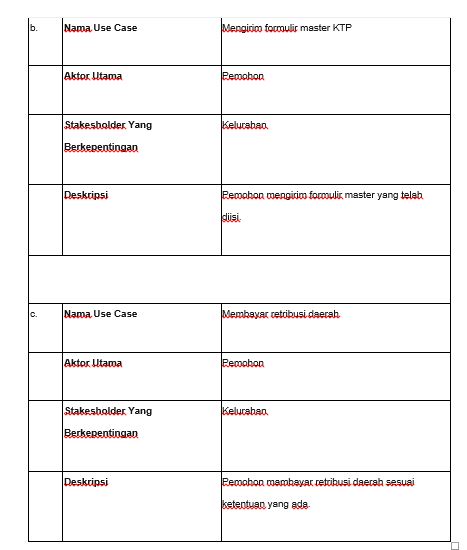 b. Nama Use Case Mengirim formulir master KTP
Aktor Utama Pemohon
Stakesholder Yang Kelurahan
Berkepentingan
Deskripsi Pemohon mengirim formulir master yang telah
diisi.
c. Nama Use Case Membayar retribusi daerah
Aktor Utama Pemohon
Stakesholder Yang Kelurahan
Berkepentingan
Deskripsi Pemohon mambayar retribusi daerah sesuai
ketentuan yang ada.